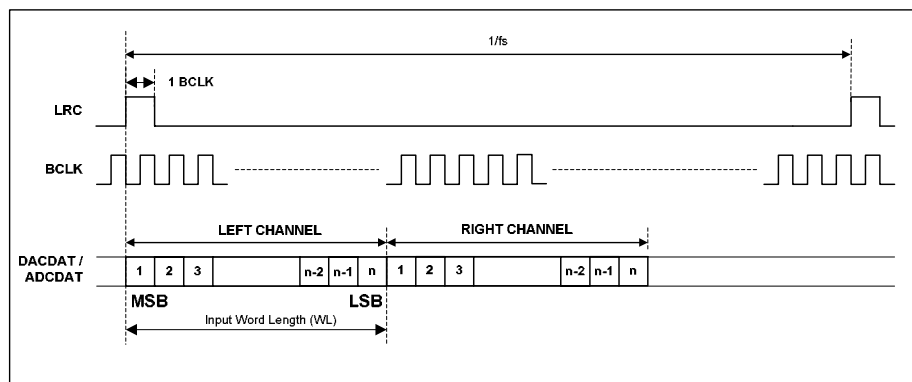 1/fs
1 BCLK
LRC
BCLK
LEFT CHANNEL
RIGHT CHANNEL
DACDAT /
ADCDAT
1 2 3 n-2 n-1 n 1 2 3 n-2 n-1 n
MSB
LSB
Input Word Length (WL)